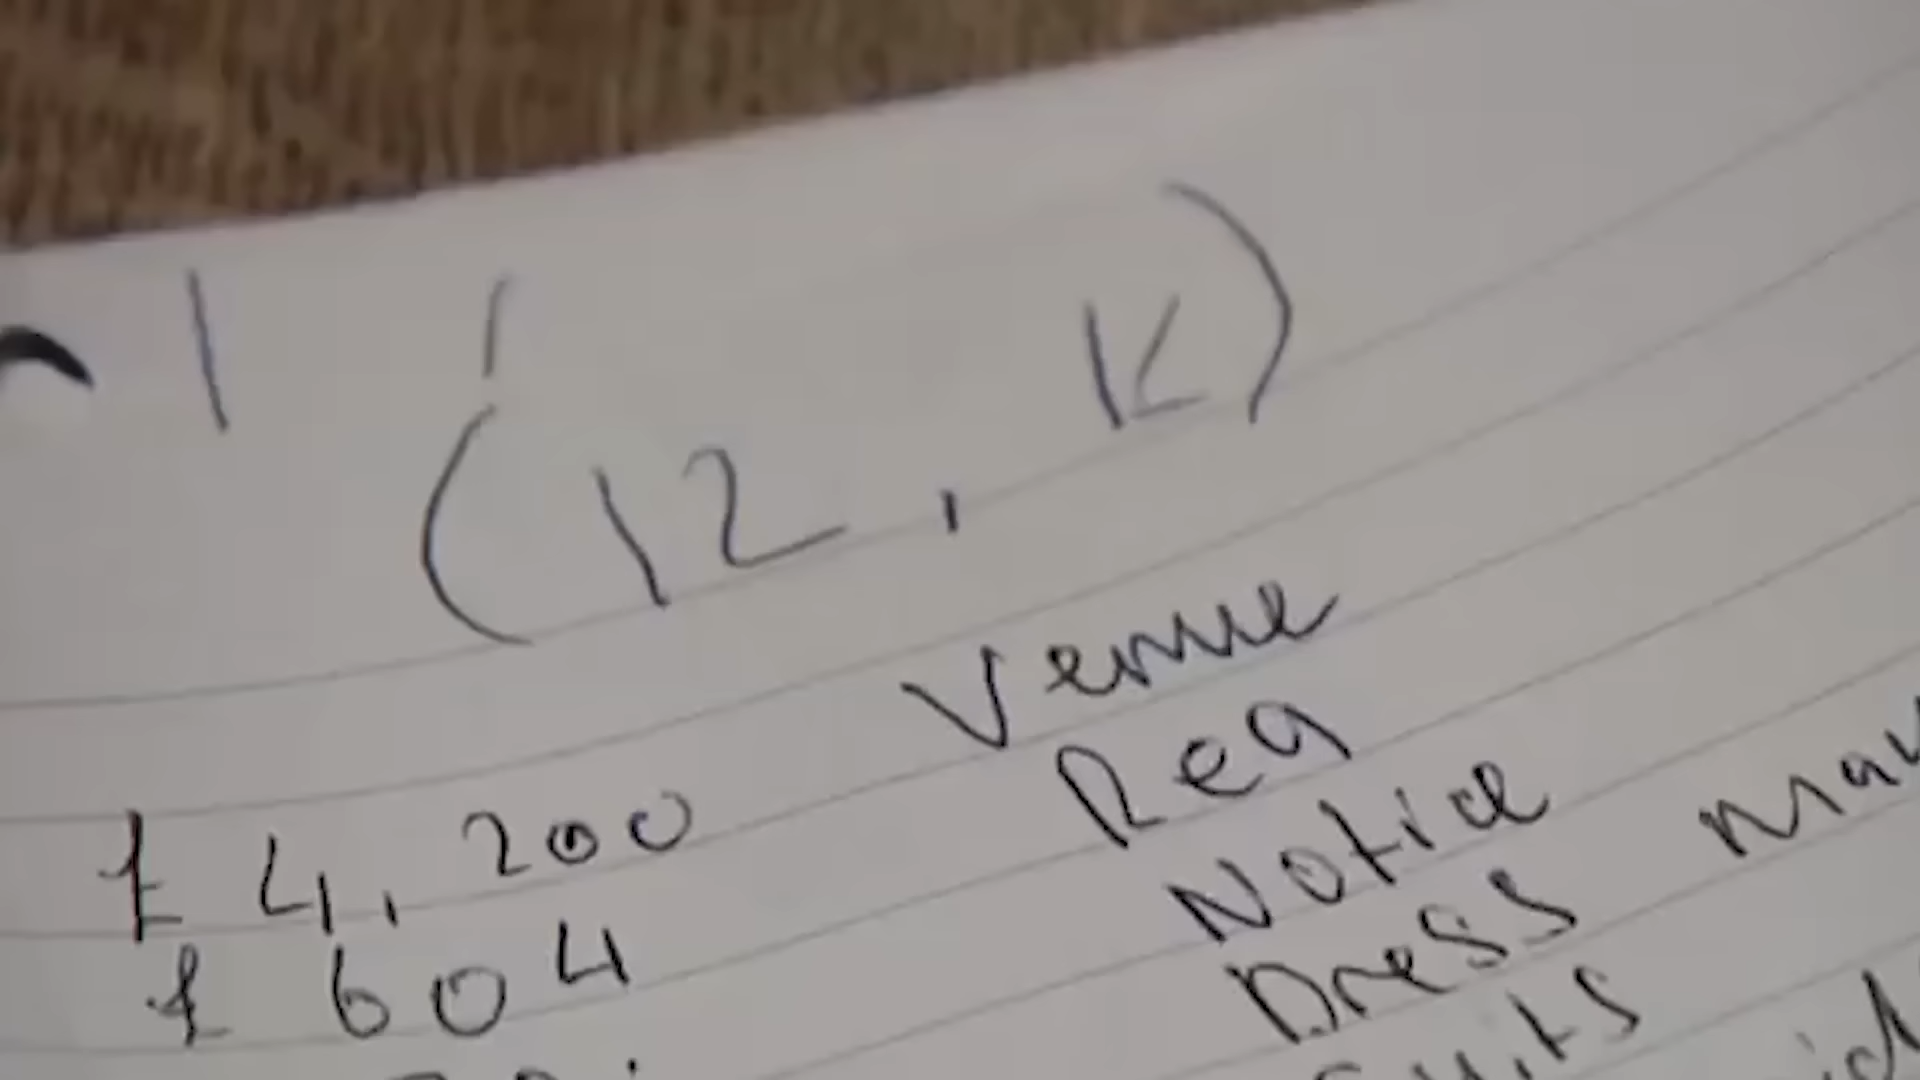 (12, K)
£ 4,200 Venue
£ 604 Reg
Notice
Dress
Suits